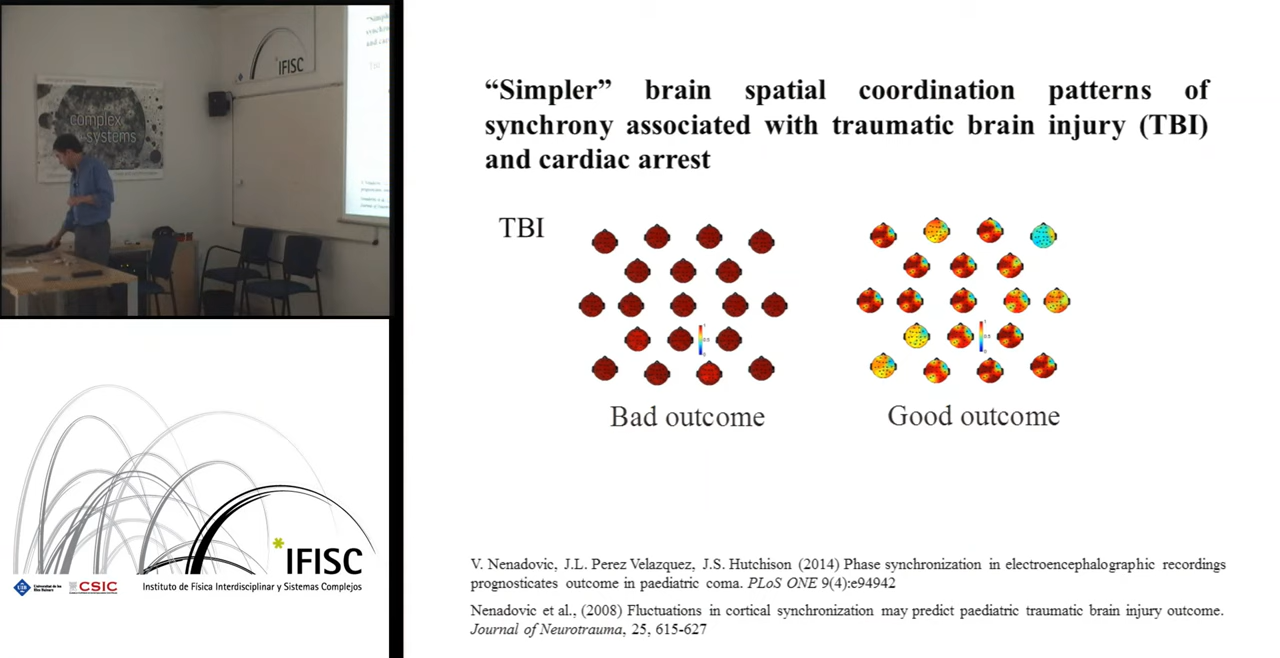 IFISC
complex
systems
"Simpler" brain spatial coordination patterns of
synchrony associated with traumatic brain injury (TBI)
and cardiac arrest
TBI
Bad outcome
Good outcome
V. Nenadovic, J.L. Perez Velazquez, J.S. Hutchison (2014) Phase synchronization in electroencephalographic recordings
prognosticates outcome in paediatric coma. PLoS ONE 9(4):e94942
Nenadovic et al., (2008) Fluctuations in cortical synchronization may predict paediatric traumatic brain injury outcome.
Journal of Neurotrauma, 25, 615-627
*IFISC
CSIC
Instituto de Física Interdisciplinar y Sistemas Complejos